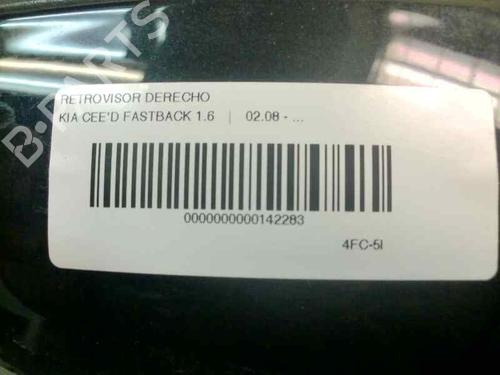 RETROVISOR DERECHO
KIA CEE'D FASTBACK 1.6 | 02.08 - ...
0000000000142283
4FC-5I
B-PARTS